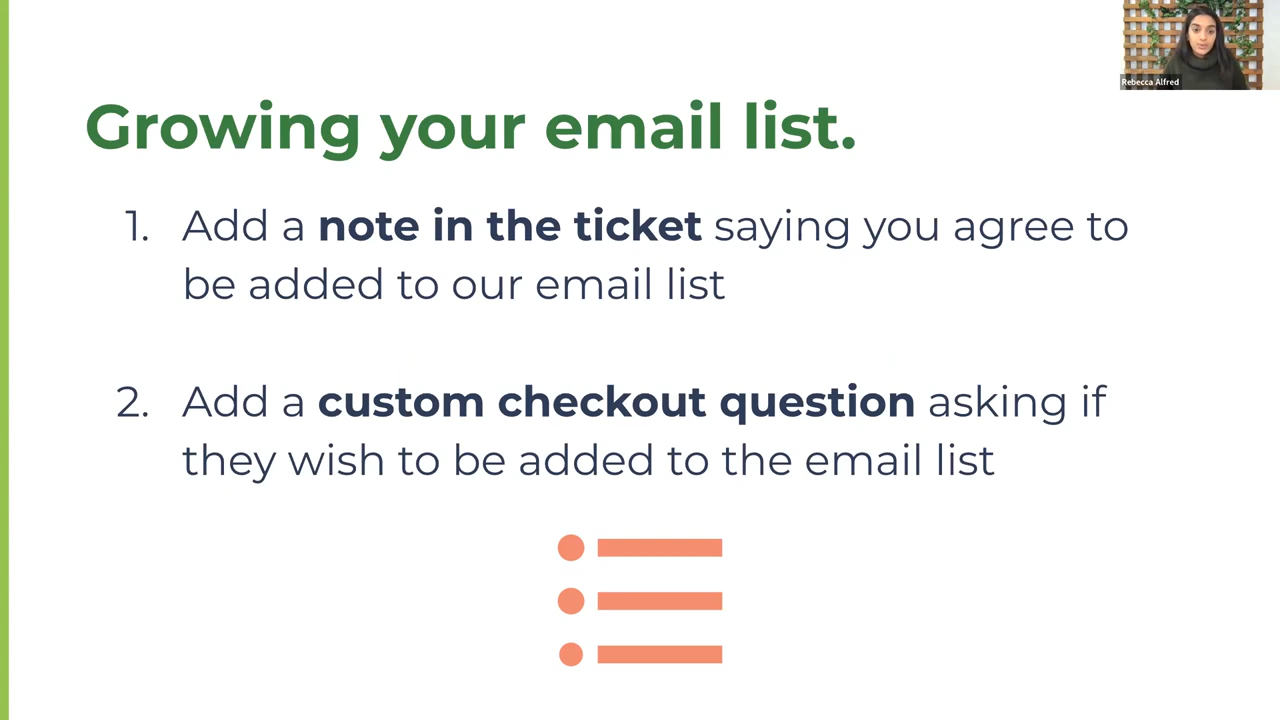 Rebecca Alfred
Growing your email list.
1. Add a note in the ticket saying you agree to
be added to our email list
2. Add a custom checkout question asking if
they wish to be added to the email list